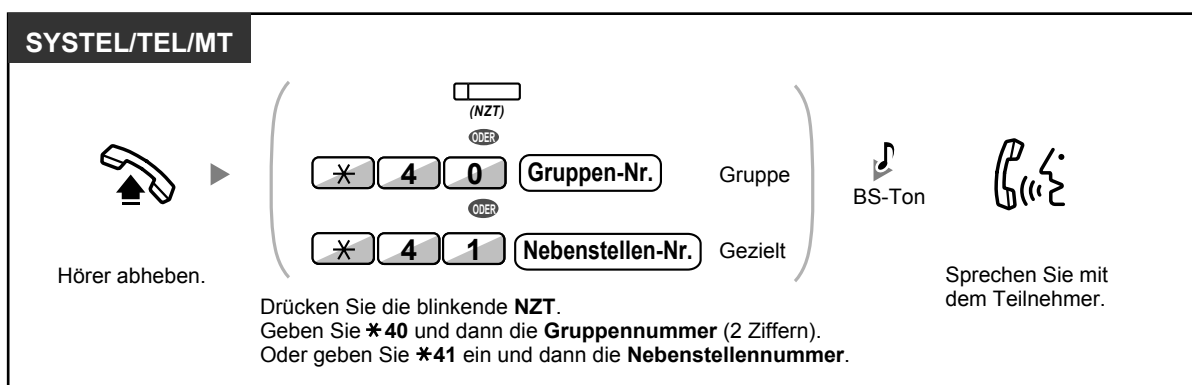 SYSTEL/TEL/MT
(NZT)
ODER
* 4 0 Gruppen-Nr. Gruppe
ODER
* 4 1 Nebenstellen-Nr. Gezielt
BS-Ton
Hörer abheben.
Sprechen Sie mit
dem Teilnehmer.
Drücken Sie die blinkende NZT.
Geben Sie *40 und dann die Gruppennummer (2 Ziffern).
Oder geben Sie *41 ein und dann die Nebenstellennummer.